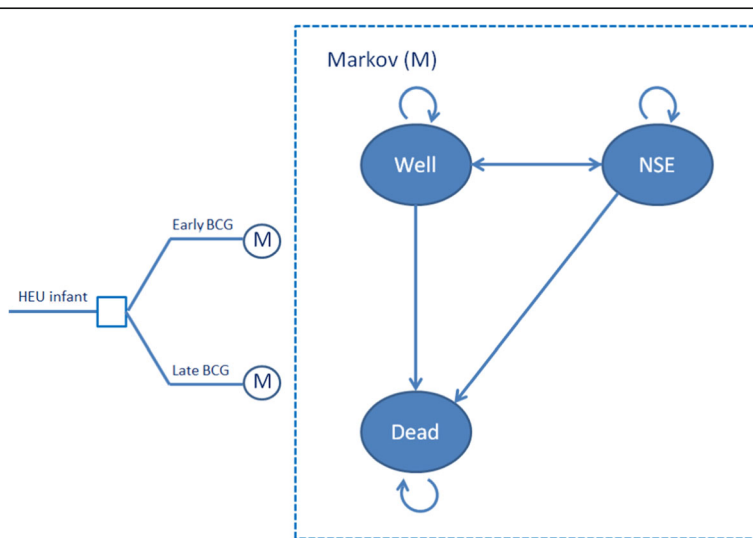 Markov (M)
Well
NSE
Early BCG
M
HEU infant
Late BCG
M
Dead